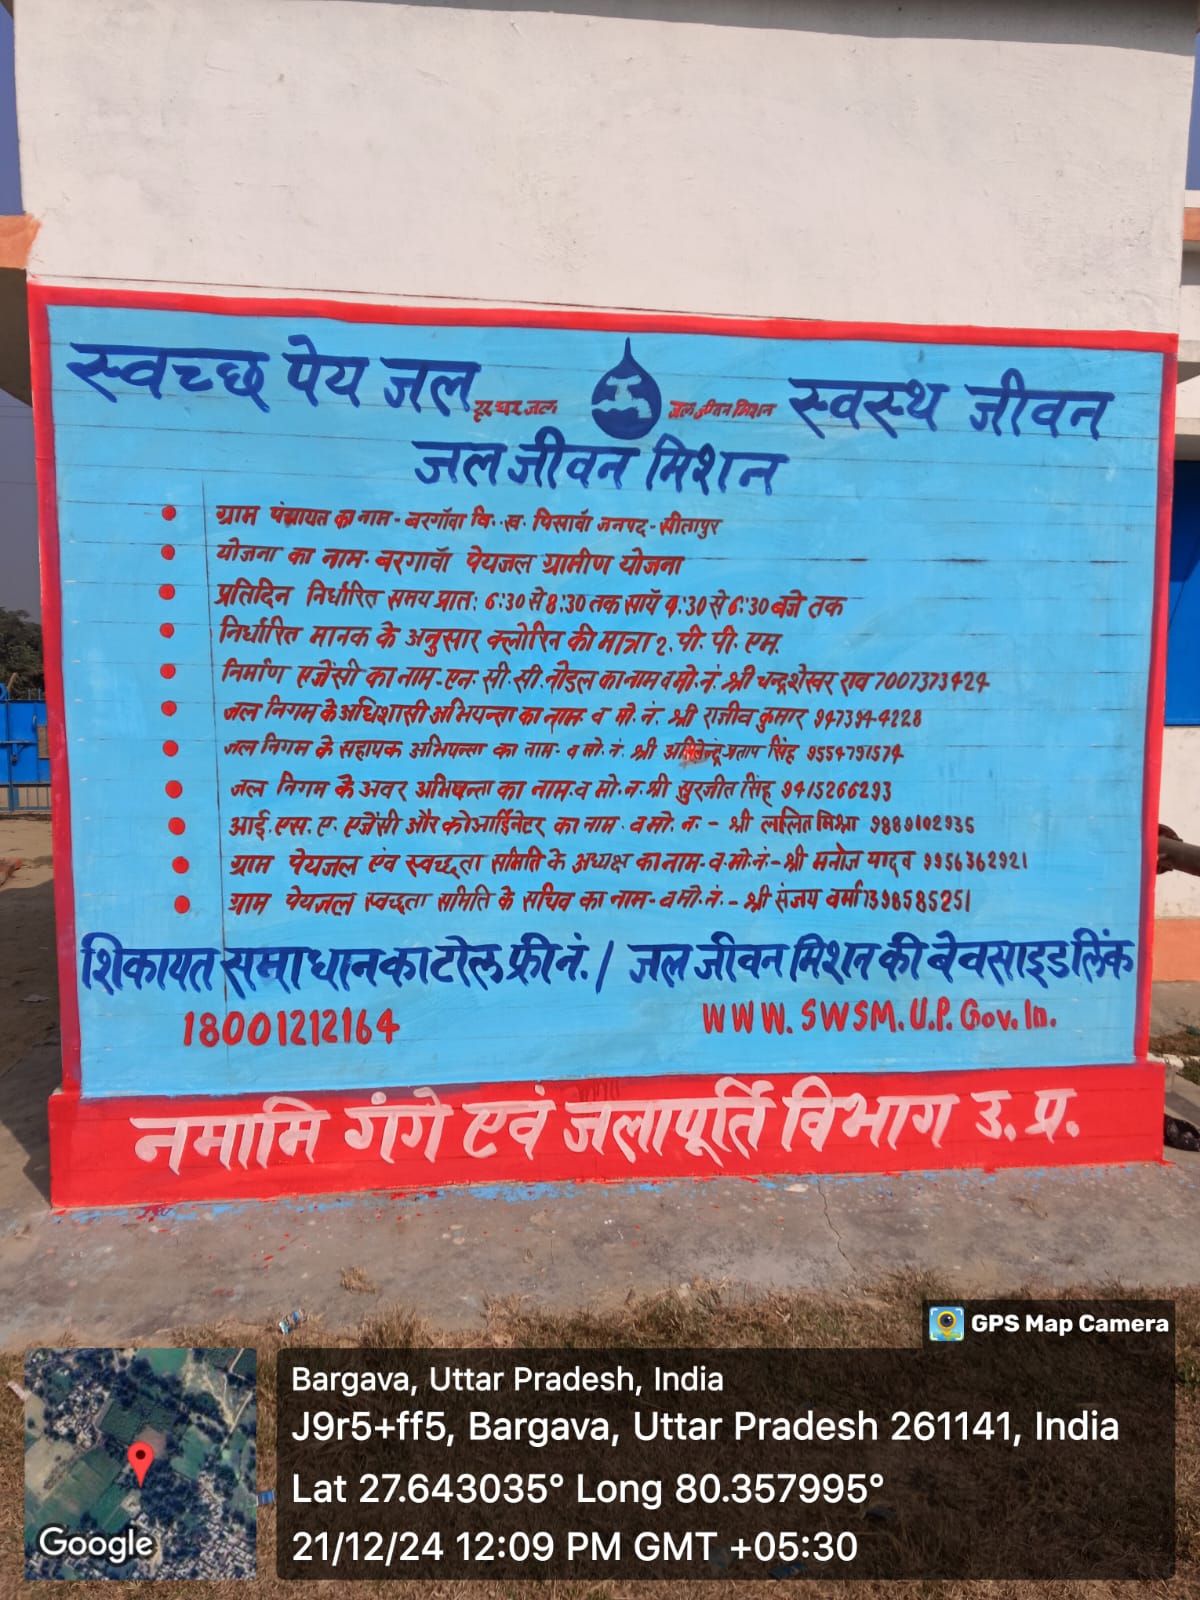 स्वच्छ पेय जल
हर घर जल
जल जीवन मिशन
स्वस्थ जीवन
जल जीवन मिशन
ग्राम पंचायत का नाम - बरगॉवा वि. ख. पिसावॉ जनपद - सीतापुर
योजना का नाम- बरगावॉ पेयजल ग्रामीण योजना
प्रतिदिन निर्धारित समय प्रात: 6:30 से 8:30 तक सायॅ 4:30 से 6:30 बजे तक
निर्धारित मानक के अनुसार क्लोरिन की मात्रा 2. पी. पी. एम.
निर्माण एजेंसी का नाम - एन. सी. सी. नोडल का नाम व मो. नं. श्री चन्द्रशेखर राव 7007373424
जल निगम के अधिशासी अभियन्ता का नाम- व मो. नं. श्री राजीव कुमार 947394-4228
जल निगम के सहायक अभियन्ता का नाम- व मो. नं. श्री प्रताप सिंह 9554791574
जल निगम के अवर अभियन्ता का नाम- व मो. न. श्री सुरजीत सिंह 9415266293
आई. एस. ए. एजेंसी और कोआर्डिनेटर का नाम- व मो. न. - श्री ललित मिश्रा 9889102935
ग्राम पेयजल एंव स्वच्छता समिति के अध्यक्ष का नाम- व- मो. नं- श्री मनोज यादव 9956362921
ग्राम पेयजल स्वच्छता समिति के सचिव का नाम - व मो. नं. - श्री संजय वर्मा 7398585251
शिकायत समाधान का टोल फ्री नं. / जल जीवन मिशन की बेवसाइड लिंक
18001212164
WWW. SWSM. U.P. Gov. In.
नमामि गंगे एवं जलापूर्ति विभाग उ. प्र.
GPS Map Camera
Bargava, Uttar Pradesh, India
J9r5+ff5, Bargava, Uttar Pradesh 261141, India
Lat 27.643035° Long 80.357995°
21/12/24 12:09 PM GMT +05:30
Google